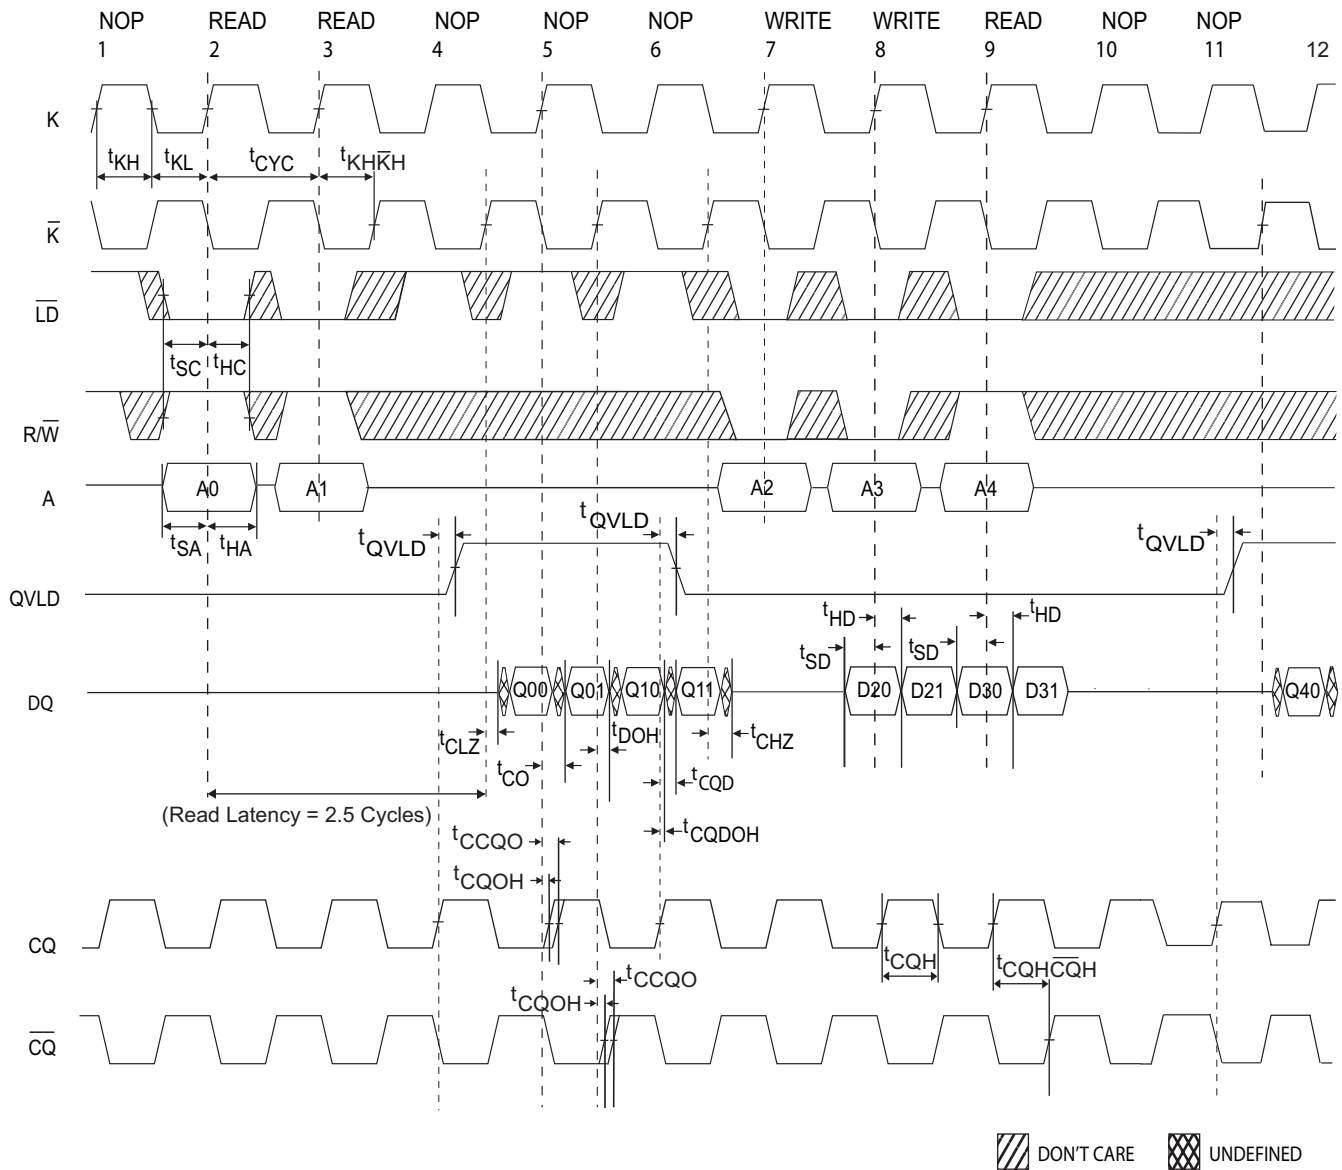 NOP READ READ NOP NOP NOP WRITE WRITE READ NOP NOP
1 2 3 4 5 6 7 8 9 10 11 12
K
tKH tKL tCYC tKHK̅H
K̅
L̅D̅
tSC tHC
R/W̅
A A0 A1 A2 A3 A4
tSA tHA tQVLD tQVLD tQVLD
QVLD
tHD tHD
tSD tSD
DQ Q00 Q01 Q10 Q11 D20 D21 D30 D31 Q40
tCLZ tDOH tCHZ
tCO tCQD
(Read Latency = 2.5 Cycles)
tCQDOH
tCCQO
tCQOH
CQ
tCQH tCQHC̅Q̅H
tCCQO
tCQOH
C̅Q̅
DON'T CARE UNDEFINED